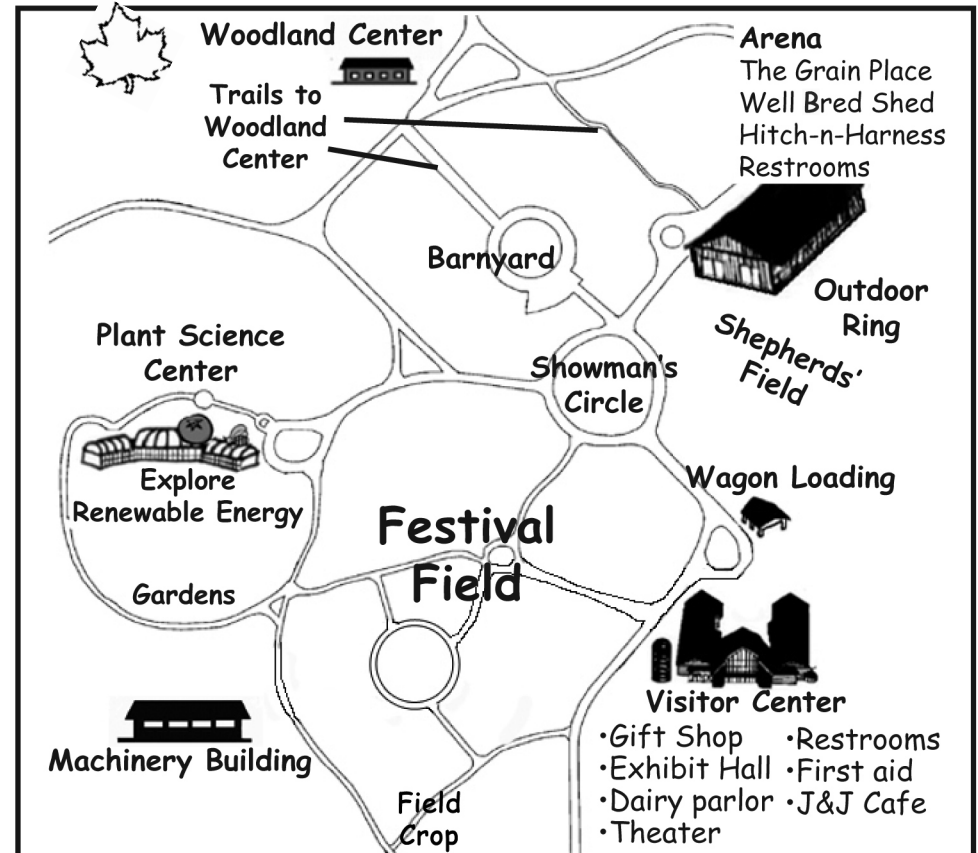 Woodland Center
Trails to
Woodland
Center
Arena
The Grain Place
Well Bred Shed
Hitch-n-Harness
Restrooms
Barnyard
Outdoor
Ring
Shepherds'
Field
Plant Science
Center
Showman's
Circle
Explore
Renewable Energy
Wagon Loading
Festival
Field
Gardens
Visitor Center
•Gift Shop
•Exhibit Hall
•Dairy parlor
•Theater
•Restrooms
•First aid
•J&J Cafe
Machinery Building
Field
Crop